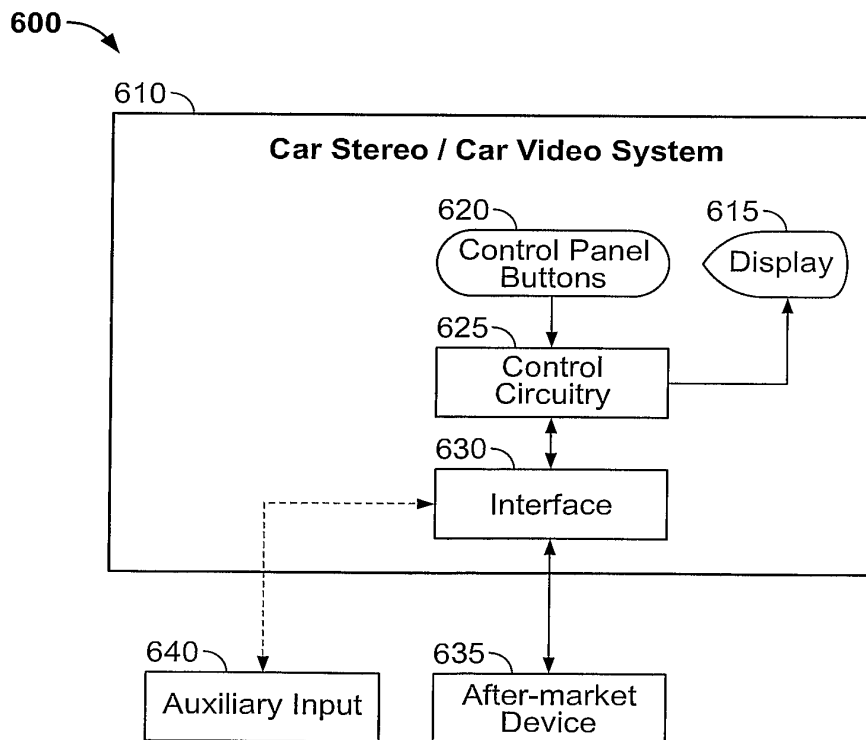 600
610
Car Stereo / Car Video System
620
615
Control Panel
Buttons
Display
625
Control
Circuitry
630
Interface
640
635
Auxiliary Input
After-market
Device